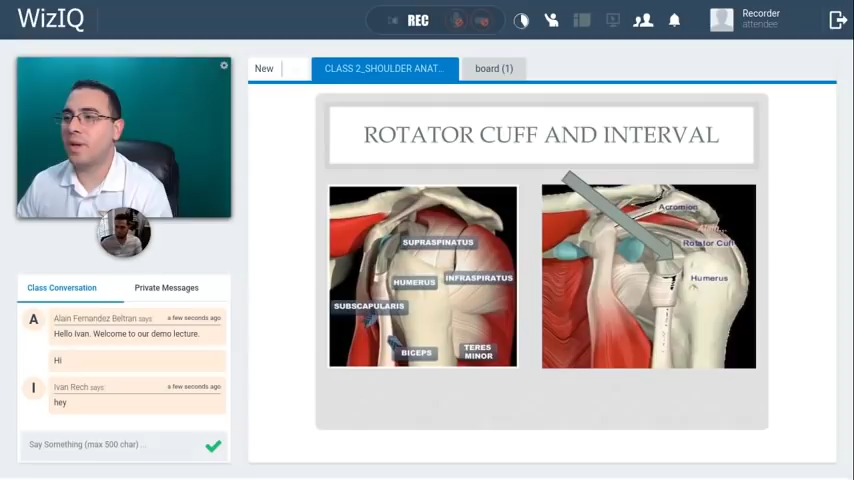 WizIQ
REC
Recorder
attendee
New
CLASS 2_SHOULDER ANAT...
board (1)
ROTATOR CUFF AND INTERVAL
SUPRASPINATUS
HUMERUS
INFRASPIRATUS
SUBSCAPULARIS
BICEPS
TERES
MINOR
Acromion
Rotator Cuff
Humerus
Class Conversation
Private Messages
A
Alain Fernandez Beltran says:
a few seconds ago
Hello Ivan. Welcome to our demo lecture.
Hi
I
Ivan Rech says:
a few seconds ago
hey
Say Something (max 500 char) ...